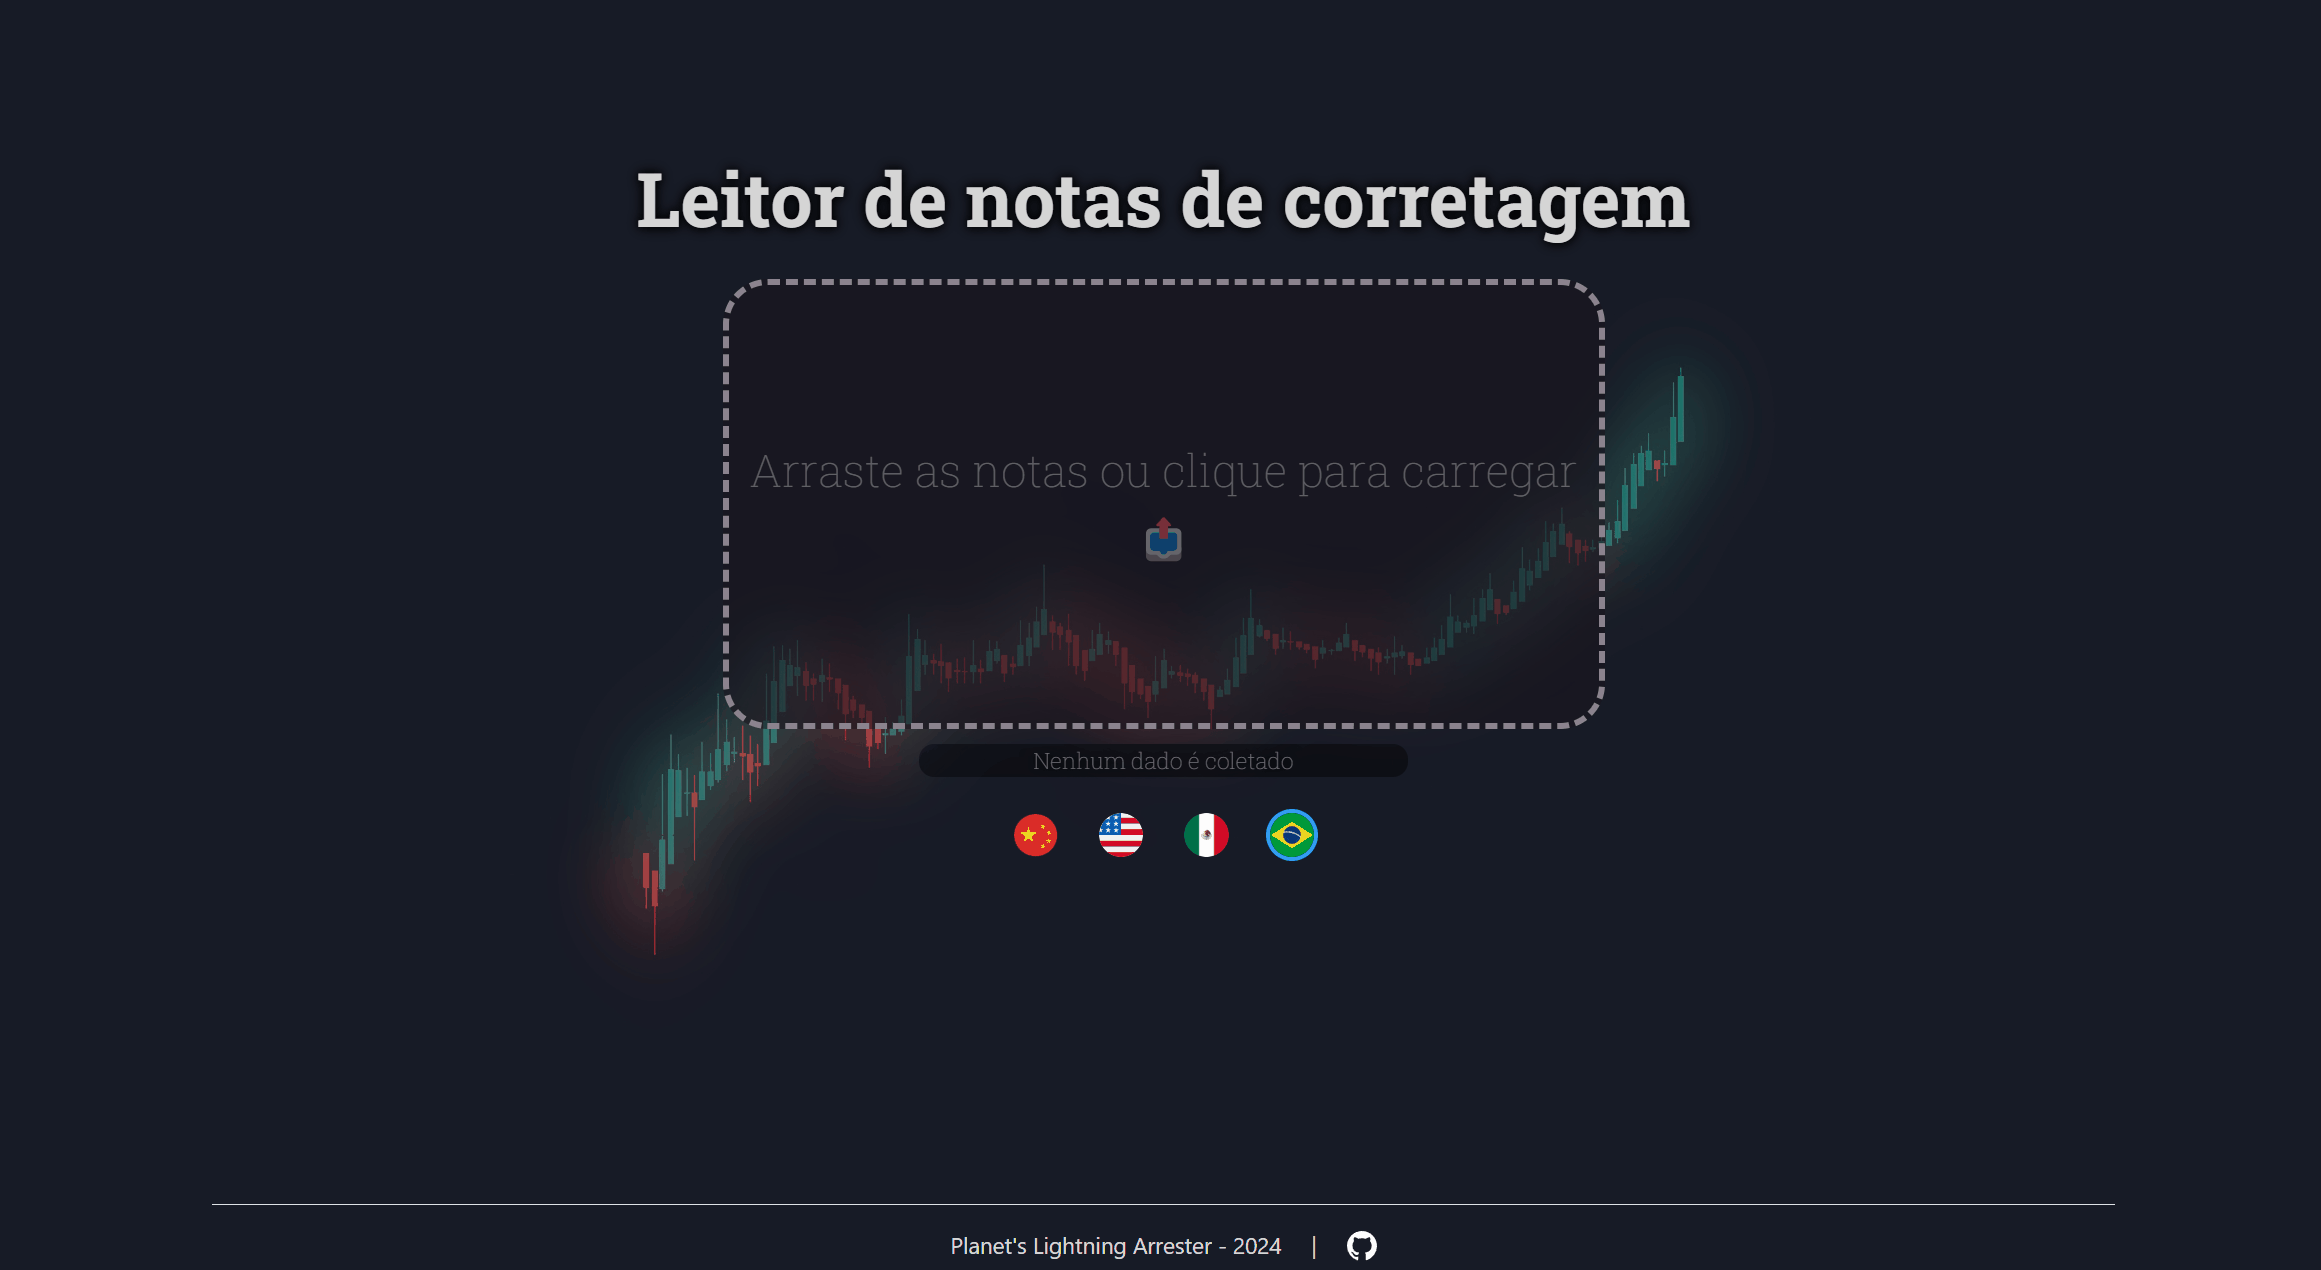 Leitor de notas de corretagem
Arraste as notas ou clique para carregar
Nenhum dado é coletado
Planet's Lightning Arrester - 2024 |